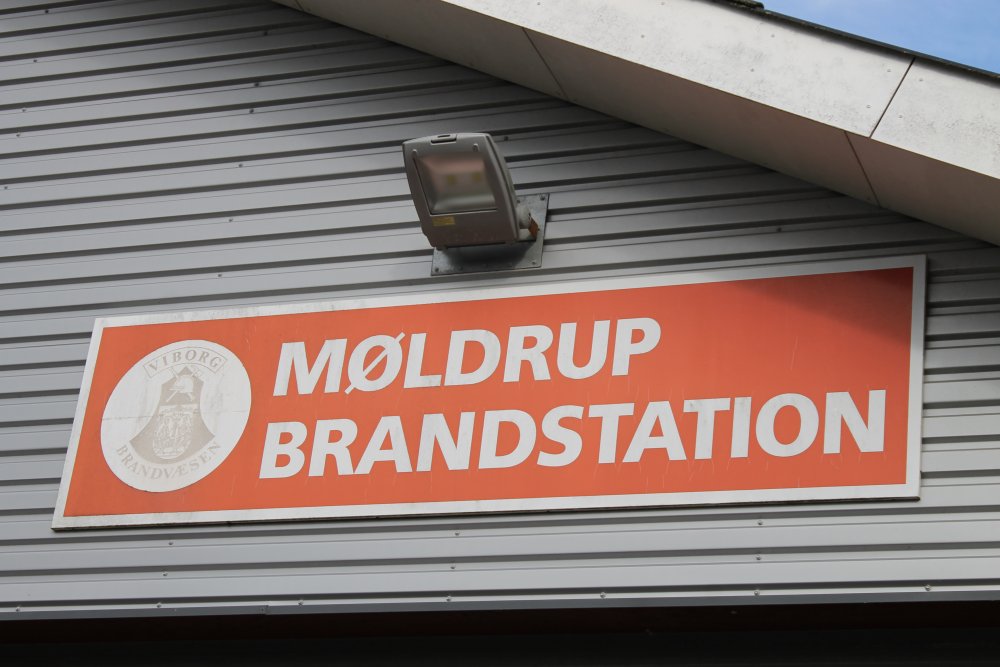 VIBORG
BRANDVÆSEN
MØLDRUP
BRANDSTATION